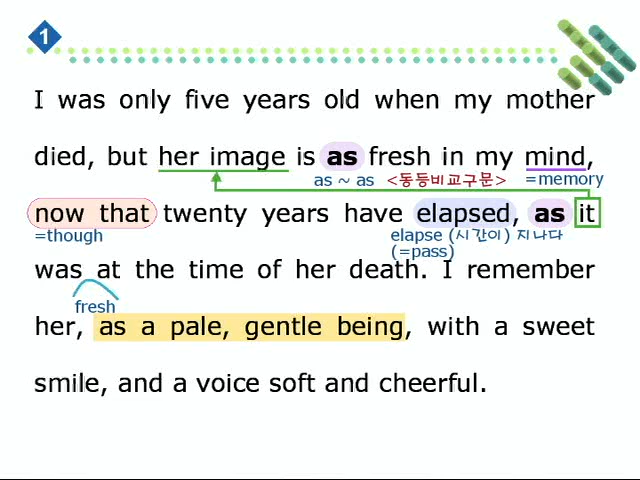 1
I was only five years old when my mother
died, but her image is as fresh in my mind,
as ~ as <동등비교구문> =memory
now that twenty years have elapsed, as it
=though elapse (시간이) 지나다
(=pass)
was at the time of her death. I remember
fresh
her, as a pale, gentle being, with a sweet
smile, and a voice soft and cheerful.